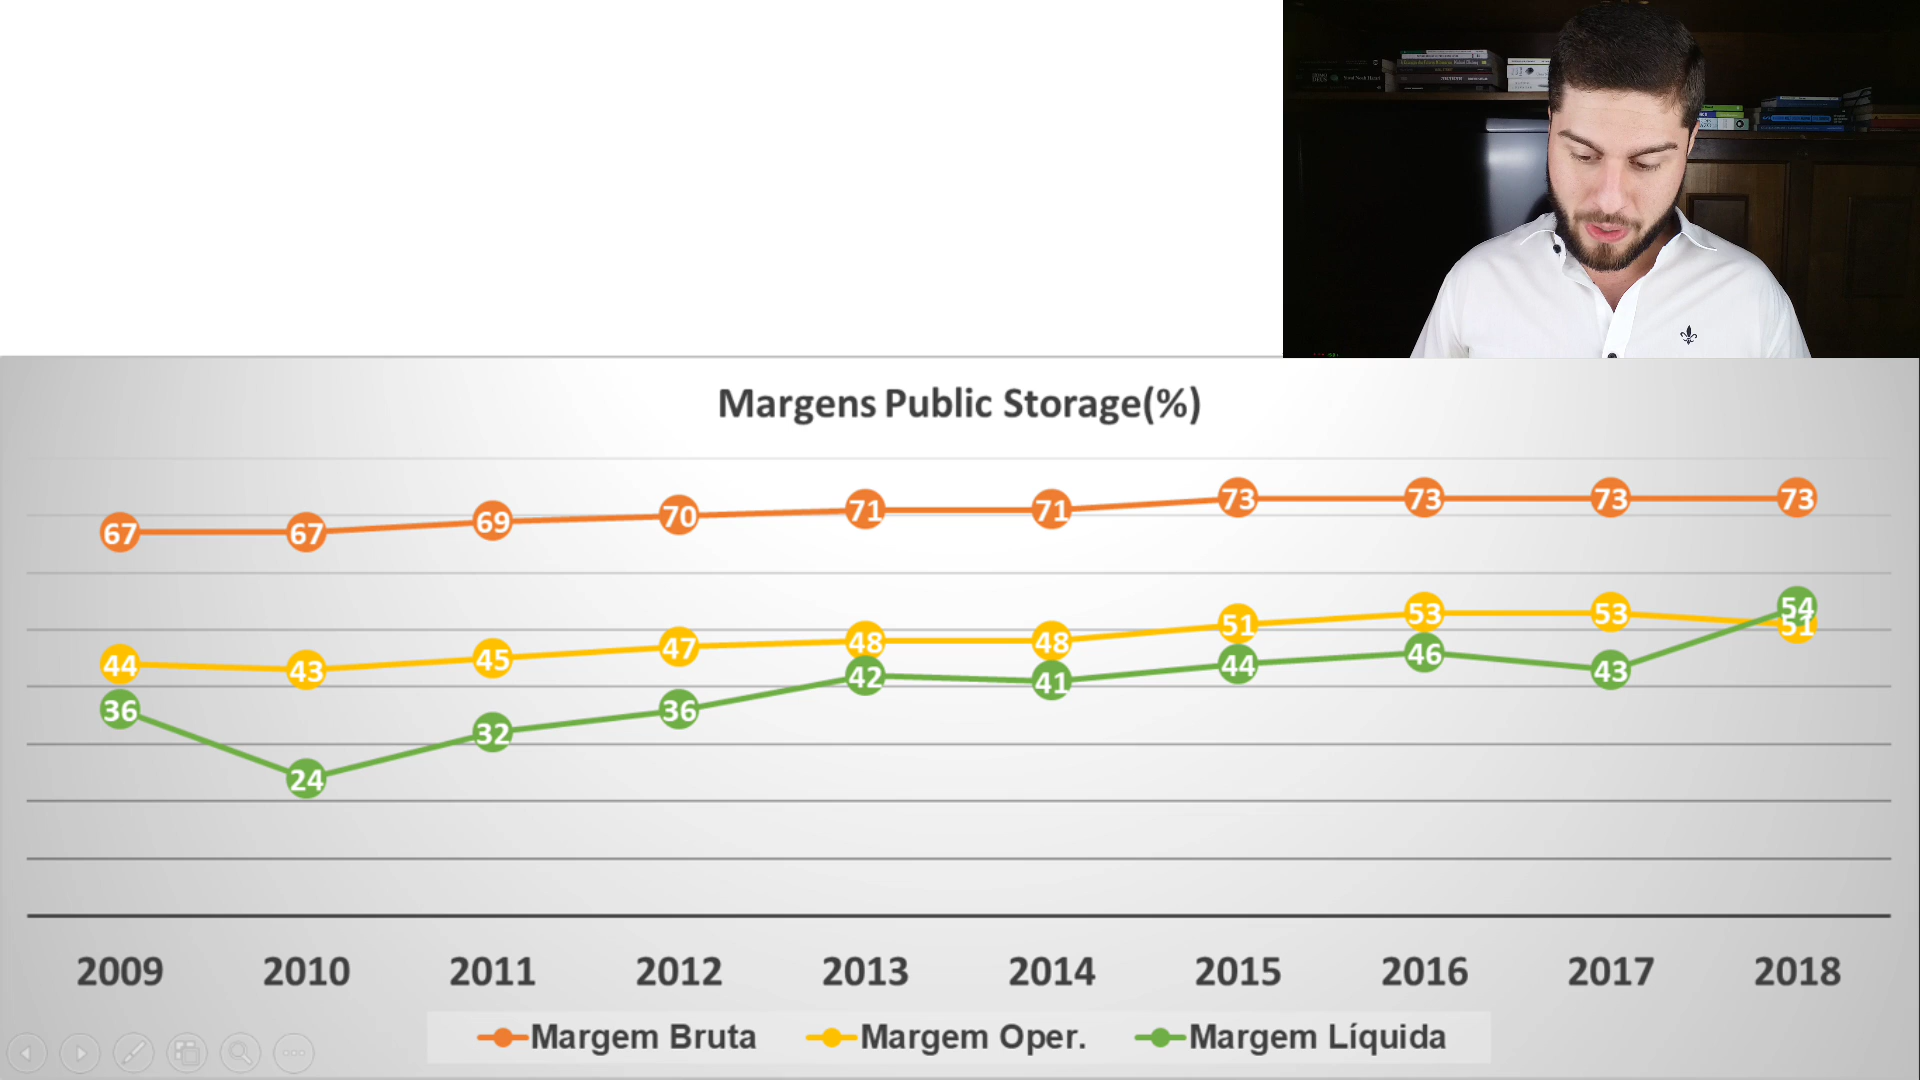 Margens Public Storage(%)
67 67 69 70 71 71 73 73 73 73
44 43 45 47 48 48 51 53 53 51
36 24 32 36 42 41 44 46 43 54
2009 2010 2011 2012 2013 2014 2015 2016 2017 2018
Margem Bruta Margem Oper. Margem Líquida